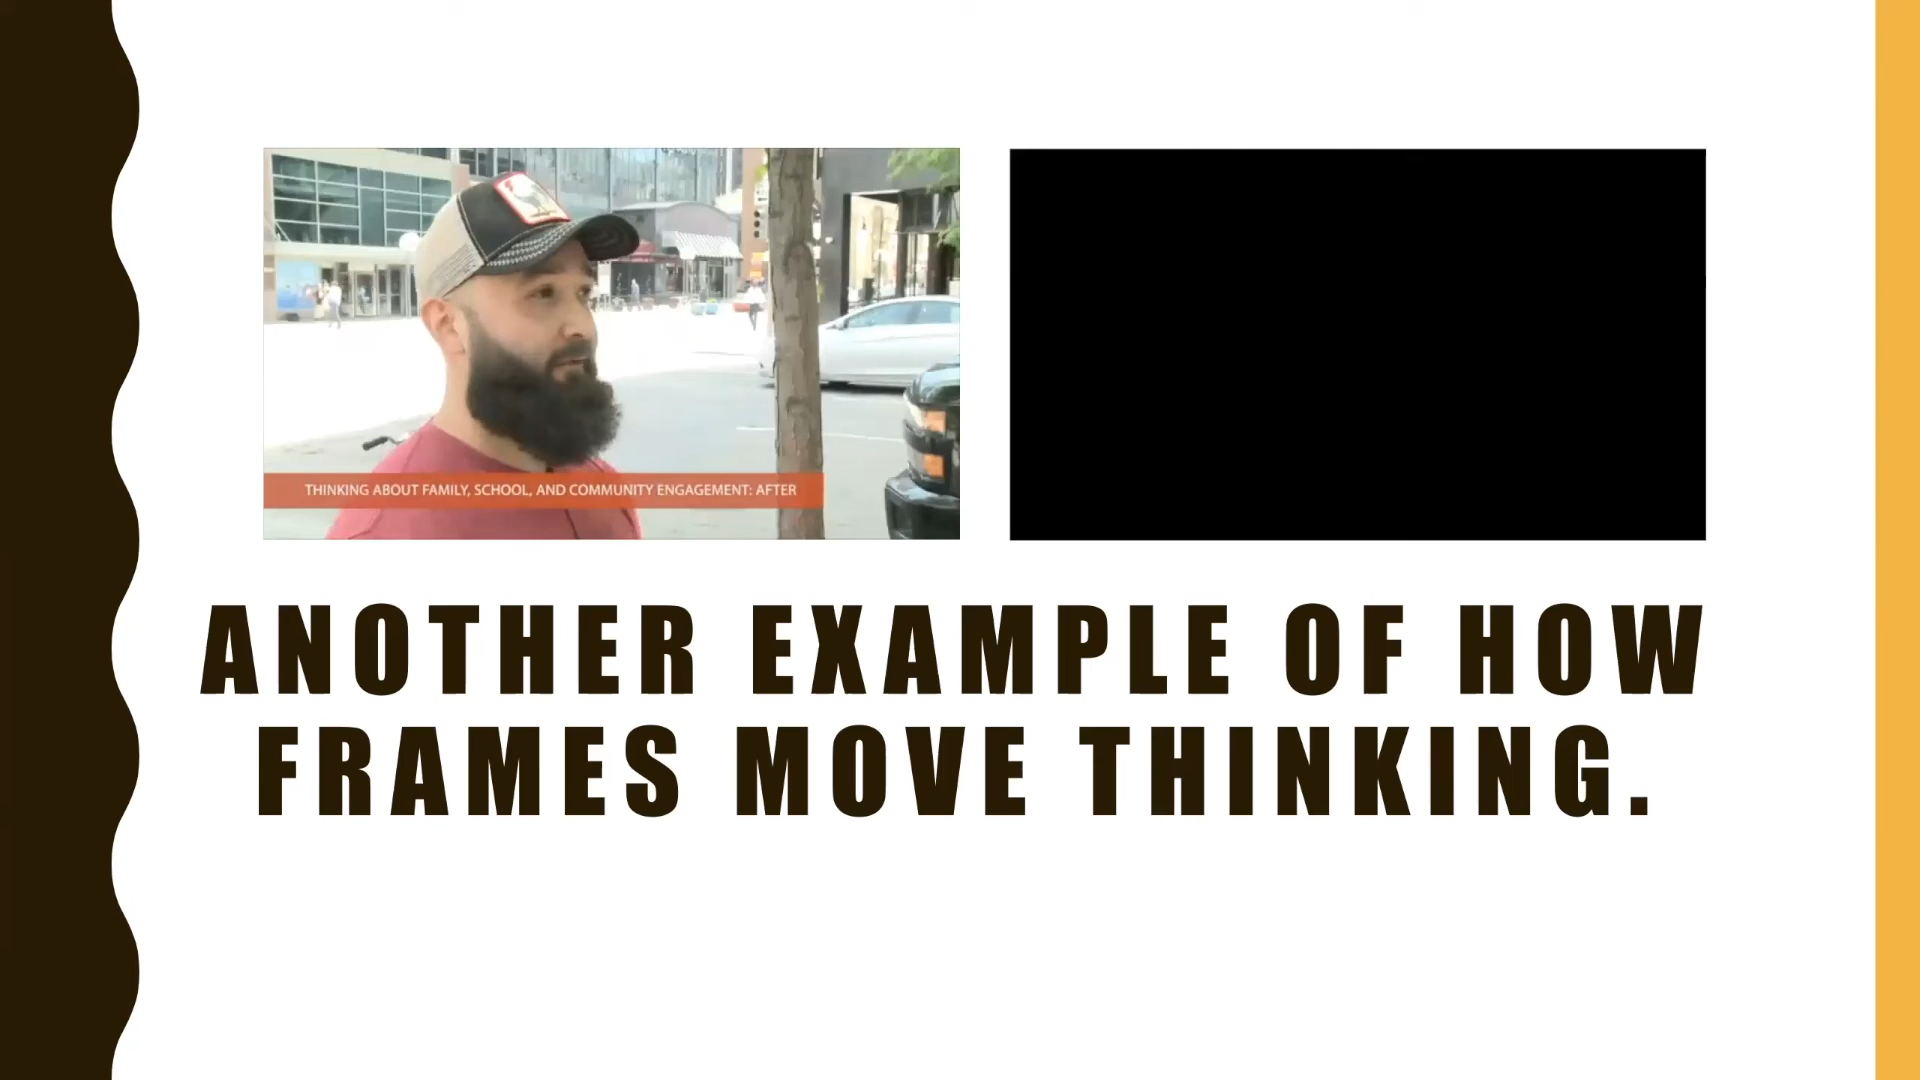 THINKING ABOUT FAMILY, SCHOOL, AND COMMUNITY ENGAGEMENT: AFTER
ANOTHER EXAMPLE OF HOW
FRAMES MOVE THINKING.